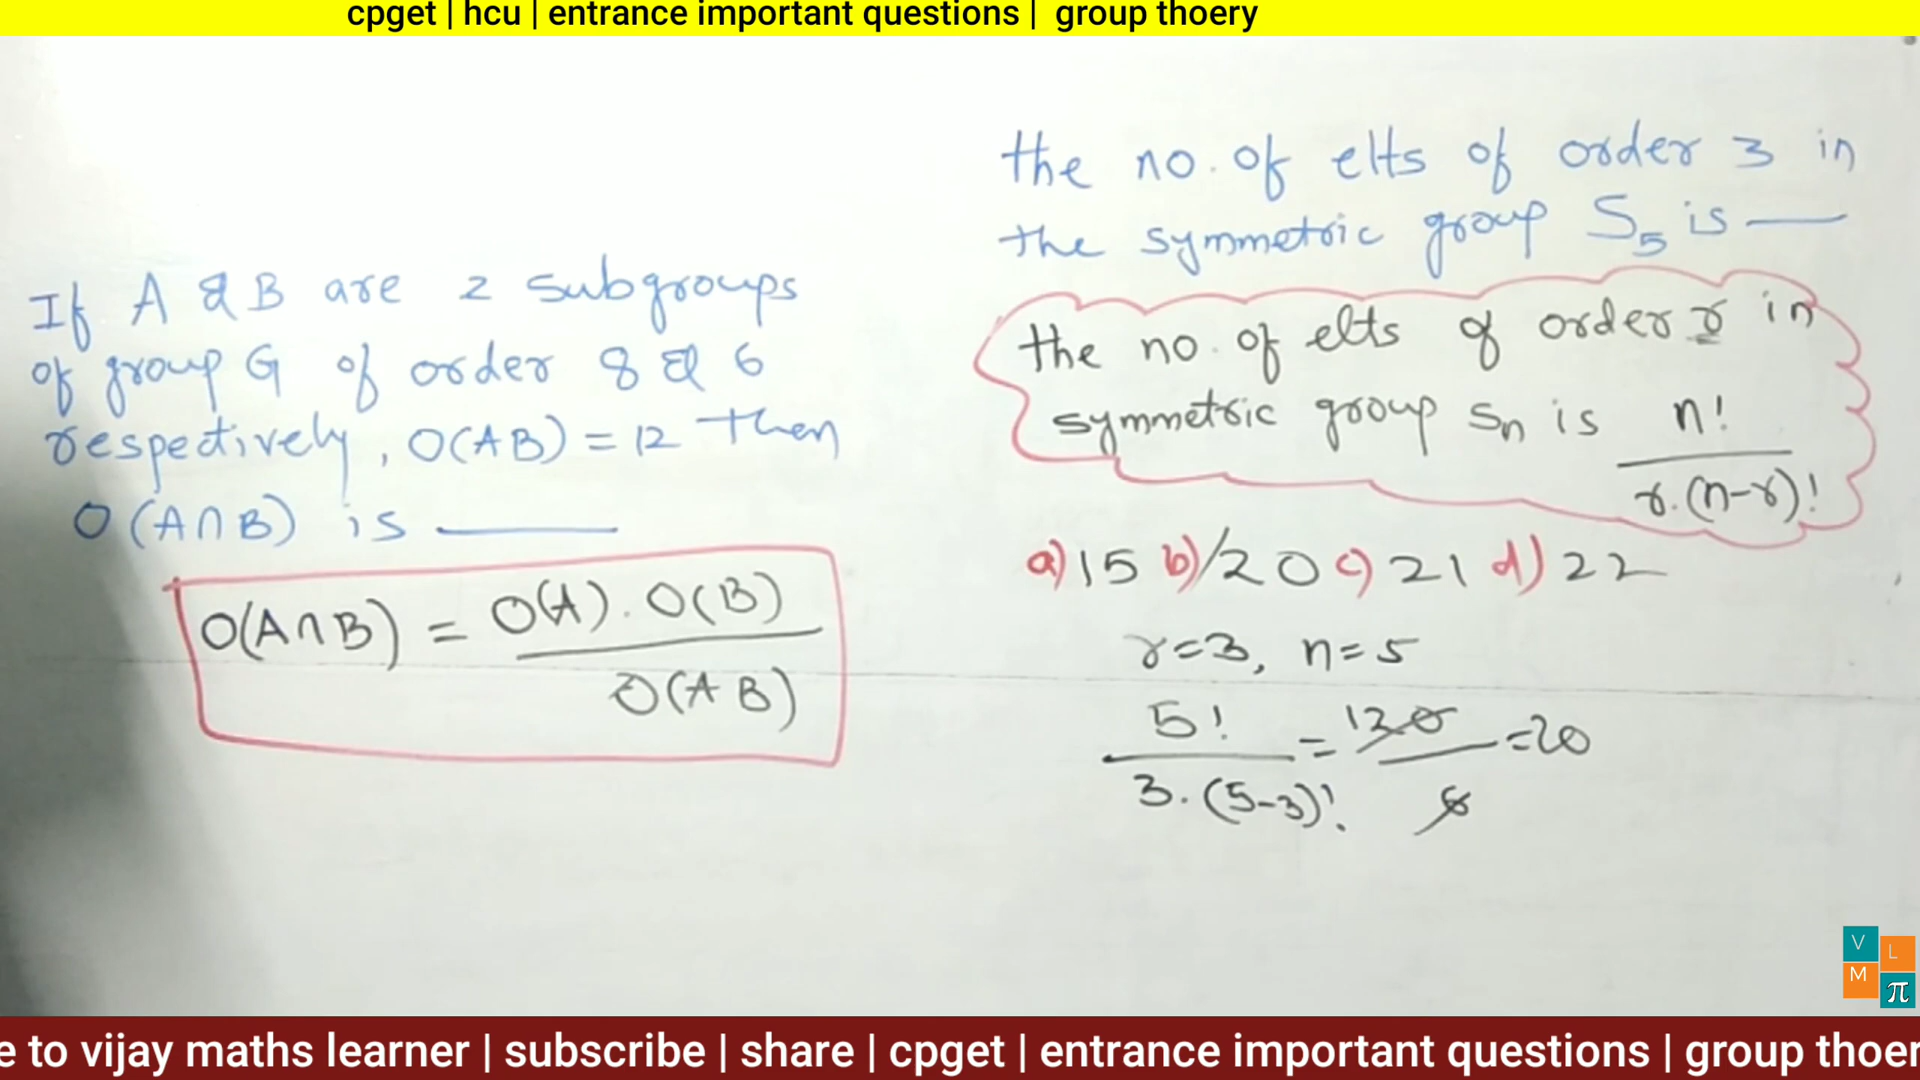 cpget | hcu | entrance important questions | group thoery
If A & B are 2 subgroups
of group G of order 8 & 6
respectively, O(AB) = 12 then
O(A∩B) is ———
O(A∩B) = O(A). O(B)
O(AB)
the no. of elts of order 3 in
the symmetric group S₅ is —
the no. of elts of order r in
symmetric group Sn is n!
r.(n-r)!
a) 15 b) 20 c) 21 d) 22
r=3, n=5
5! = 120 = 20
3.(5-3)! 6
V L
M π
e to vijay maths learner | subscribe | share | cpget | entrance important questions | group thoer